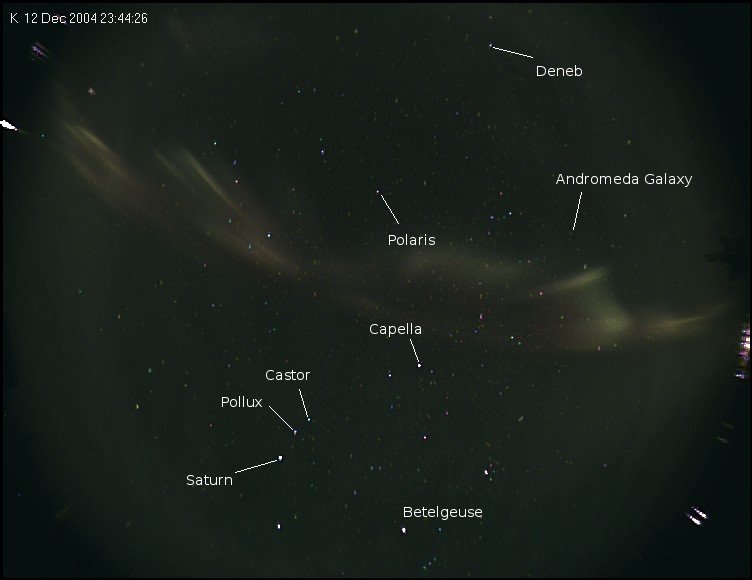 K 12 Dec 2004 23:44:26
Deneb
Andromeda Galaxy
Polaris
Capella
Castor
Pollux
Saturn
Betelgeuse